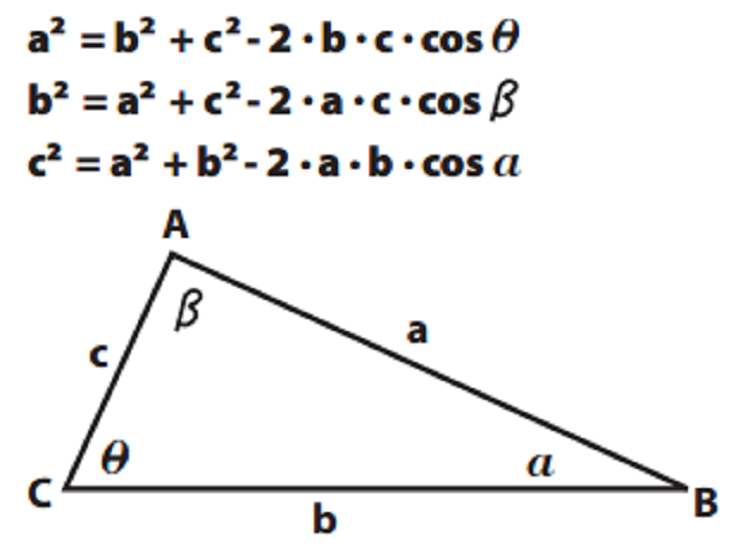 a² = b² + c² - 2 · b · c · cos θ
b² = a² + c² - 2 · a · c · cos β
c² = a² + b² - 2 · a · b · cos α
A
β
a
c
θ
α
C
b
B